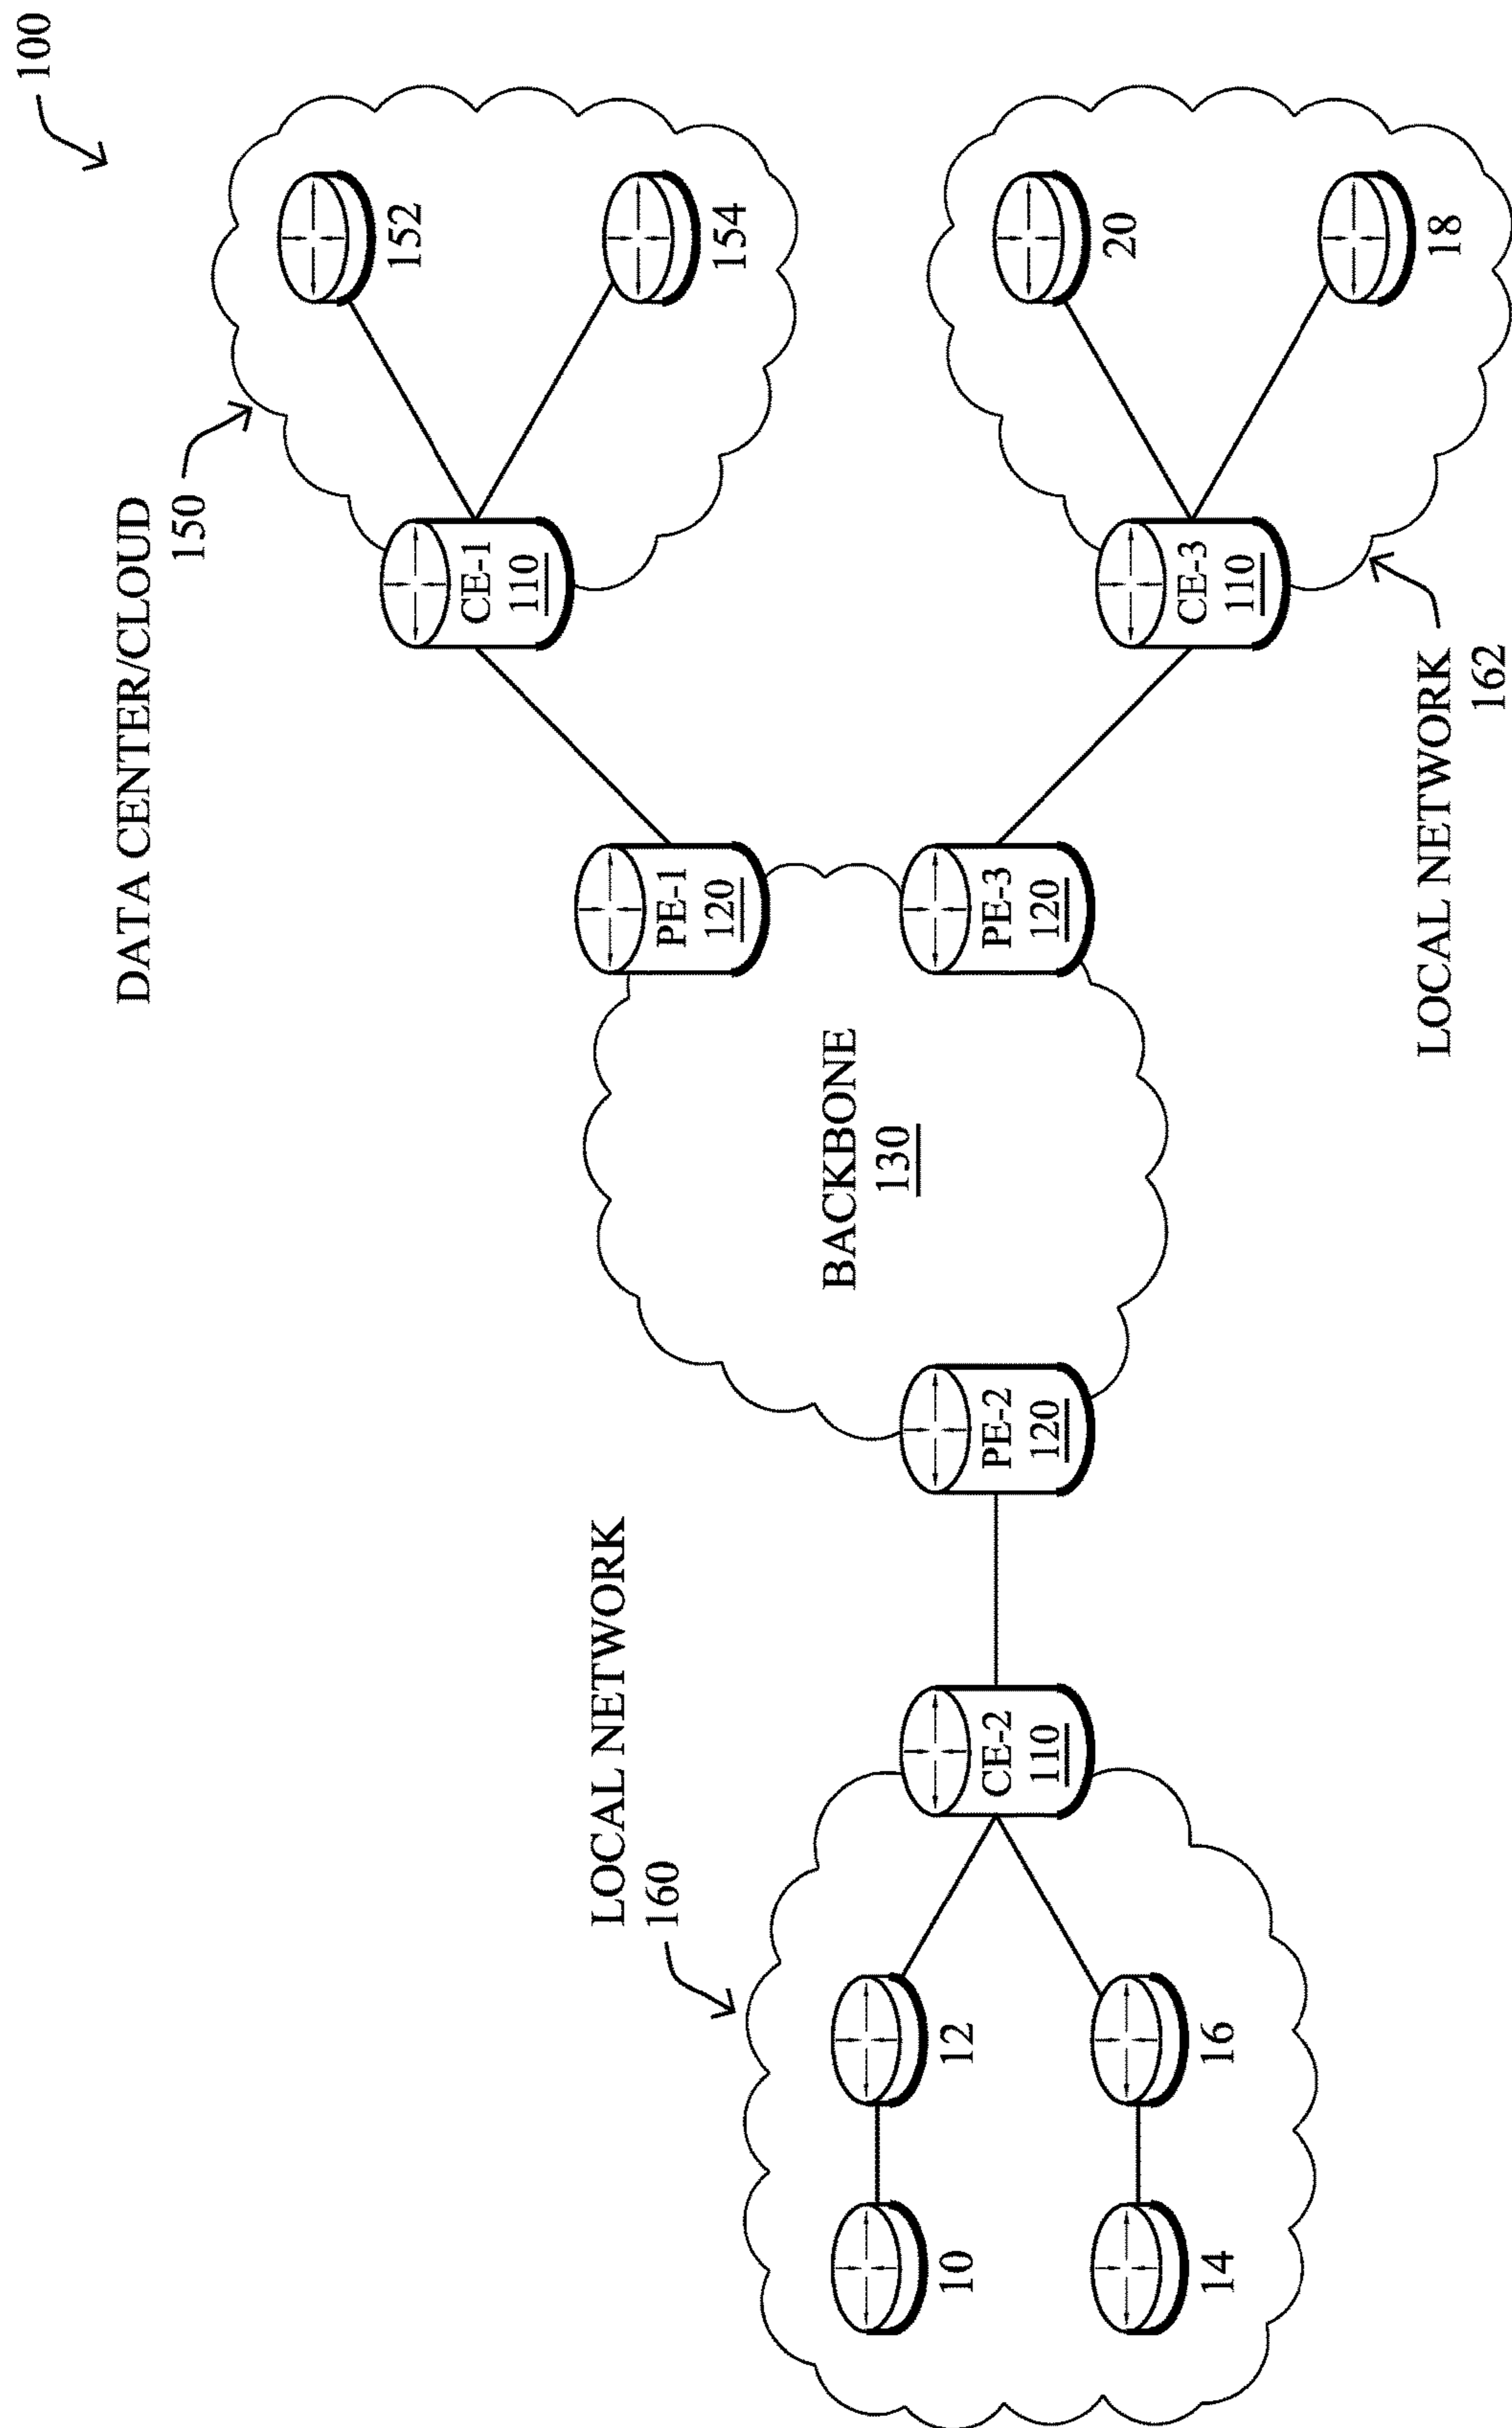 100
DATA CENTER/CLOUD
150
152
154
CE-1
110
PE-1
120
BACKBONE
130
PE-3
120
PE-2
120
CE-3
110
20
18
LOCAL NETWORK
162
LOCAL NETWORK
160
CE-2
110
12
10
16
14